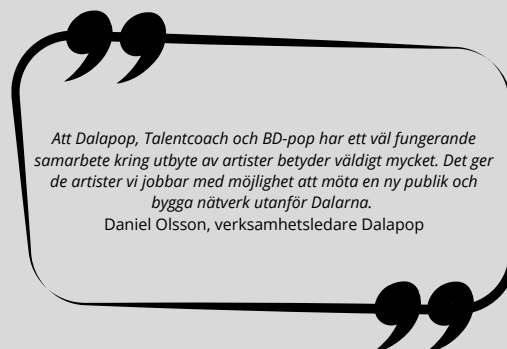 Att Dalapop, Talentcoach och BD-pop har ett väl fungerande
samarbete kring utbyte av artister betyder väldigt mycket. Det ger
de artister vi jobbar med möjlighet att möta en ny publik och
bygga nätverk utanför Dalarna.
Daniel Olsson, verksamhetsledare Dalapop